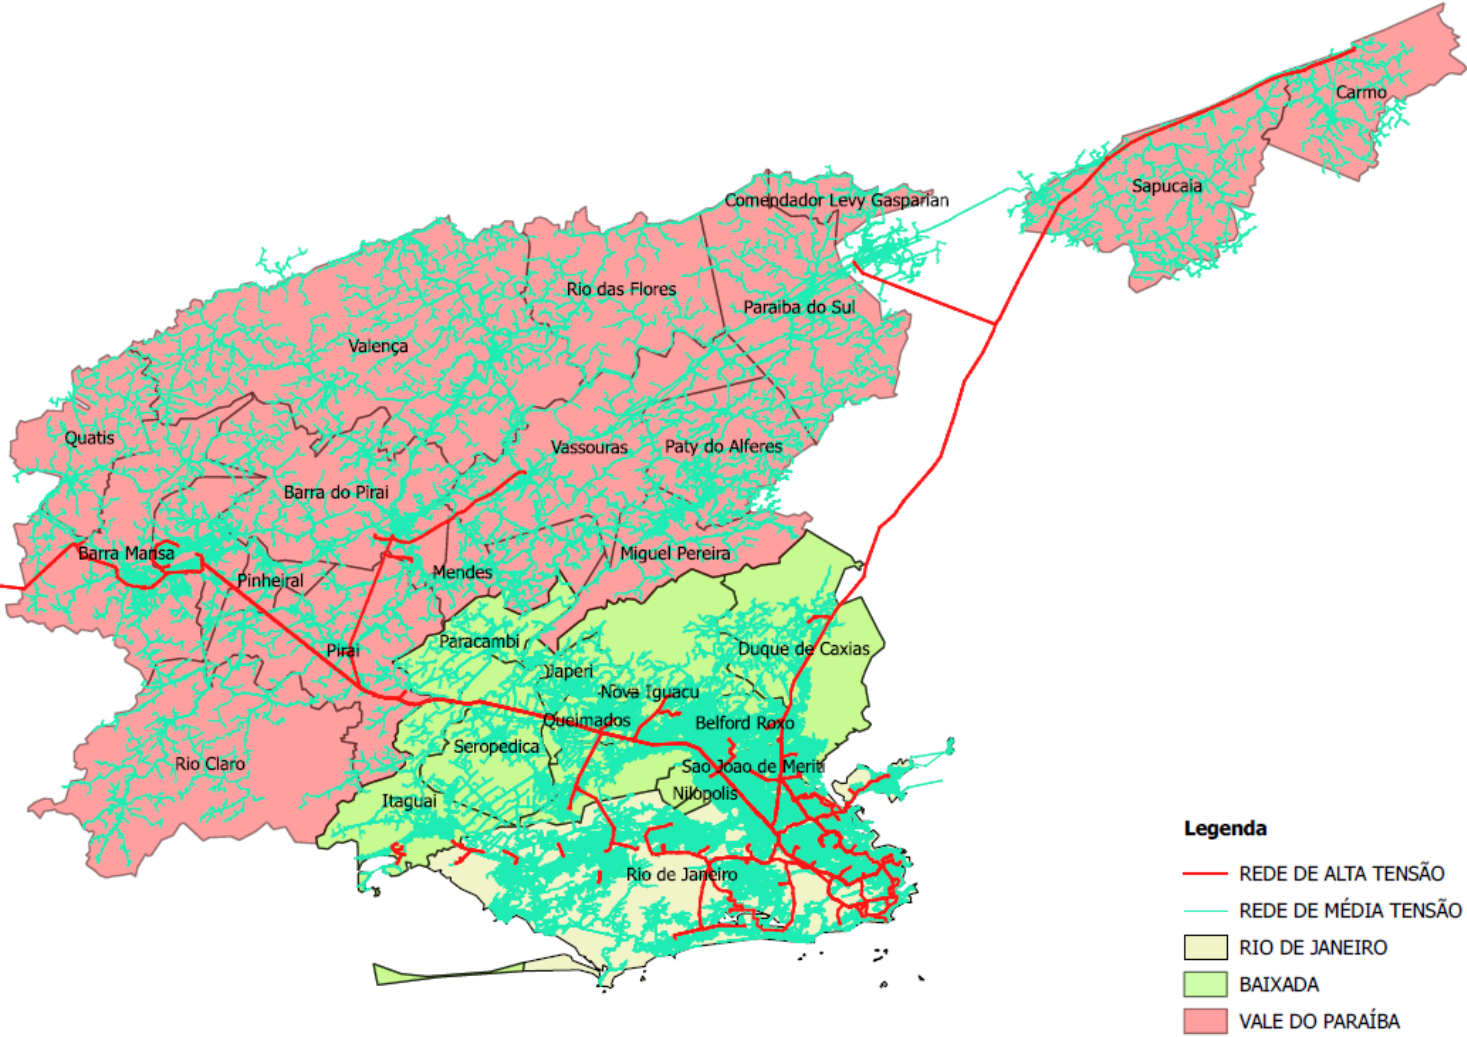 Carmo
Sapucaia
Comendador Levy Gasparian
Rio das Flores
Paraiba do Sul
Valença
Quatis
Vassouras
Paty do Alferes
Barra do Pirai
Barra Mansa
Miguel Pereira
Pinheiral
Mendes
Paracambi
Pirai
Duque de Caxias
Japeri
Nova Iguacu
Queimados
Belford Roxo
Seropedica
Rio Claro
Sao Joao de Meriti
Nilopolis
Itaguai
Rio de Janeiro
Legenda
REDE DE ALTA TENSÃO
REDE DE MÉDIA TENSÃO
RIO DE JANEIRO
BAIXADA
VALE DO PARAÍBA